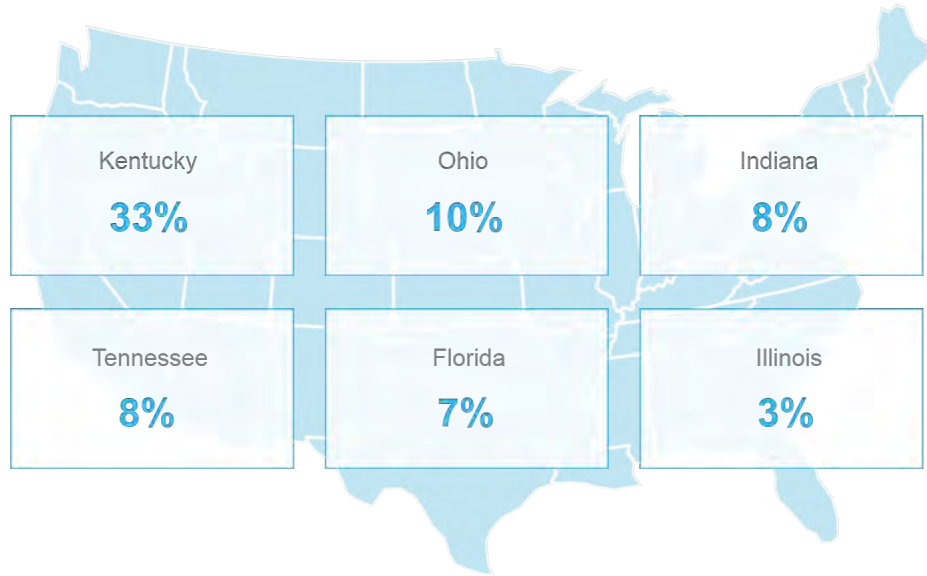 Kentucky
33%
Ohio
10%
Indiana
8%
Tennessee
8%
Florida
7%
Illinois
3%